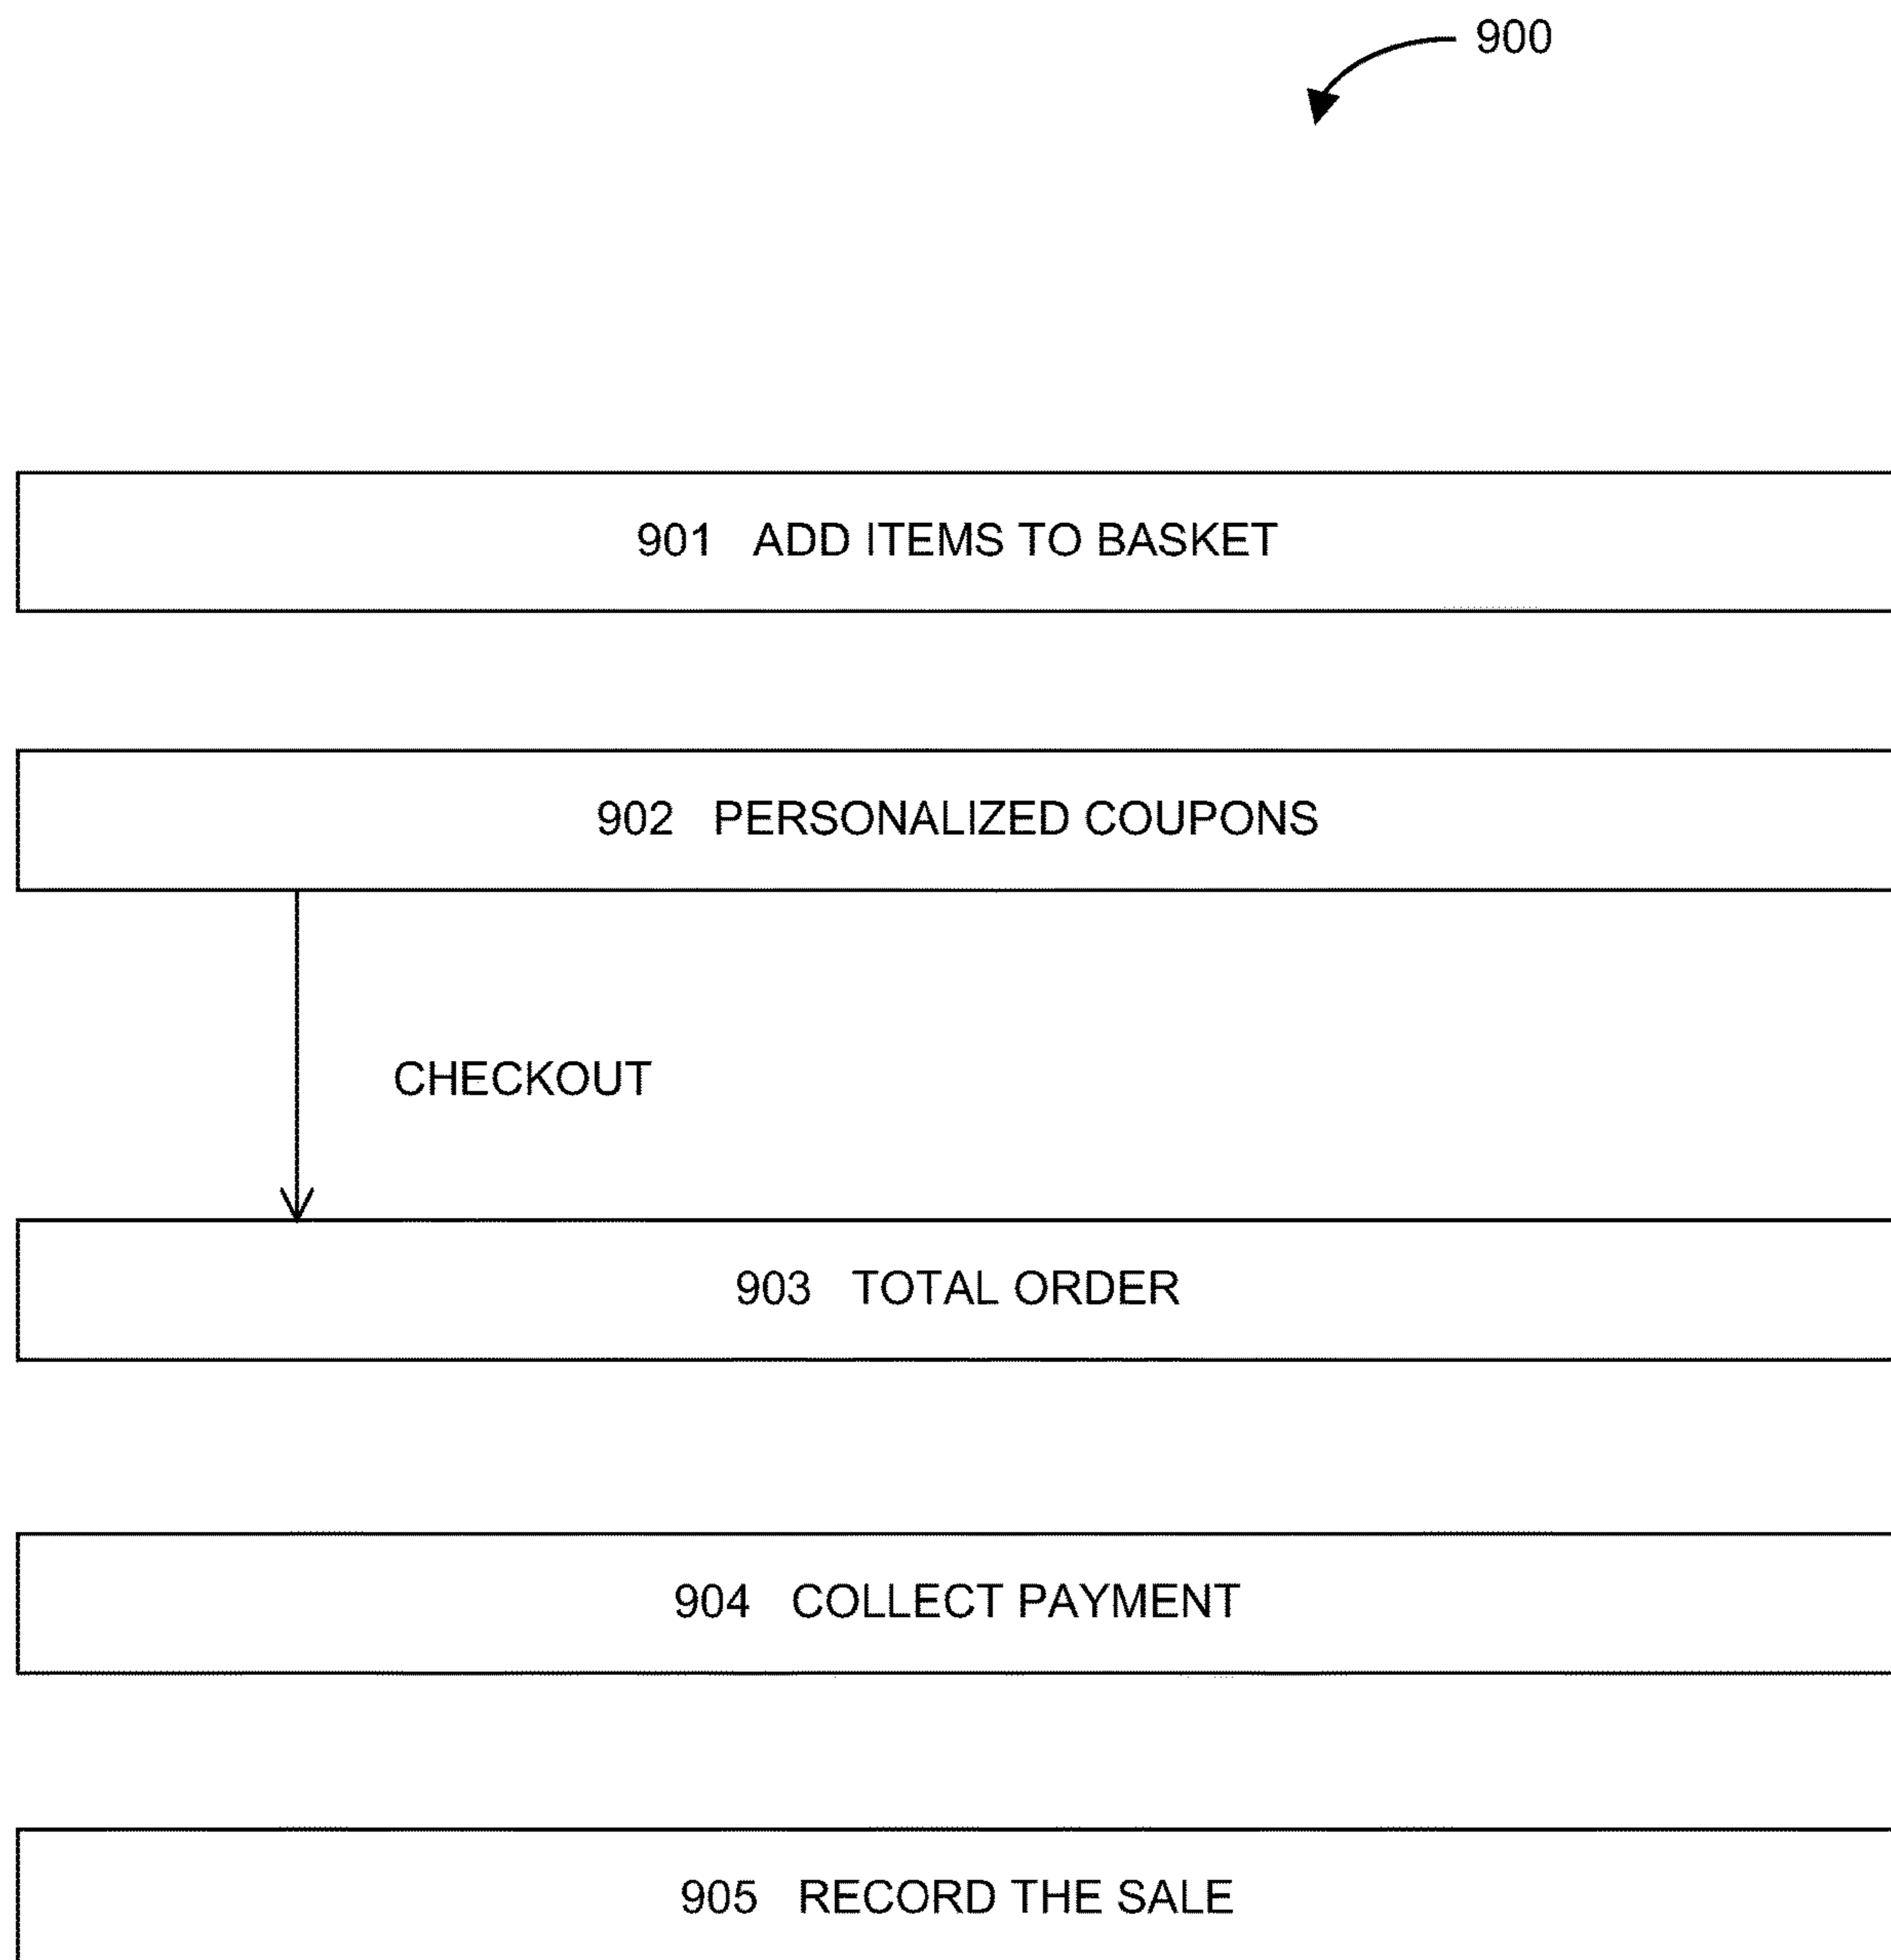 900
901 ADD ITEMS TO BASKET
902 PERSONALIZED COUPONS
CHECKOUT
903 TOTAL ORDER
904 COLLECT PAYMENT
905 RECORD THE SALE